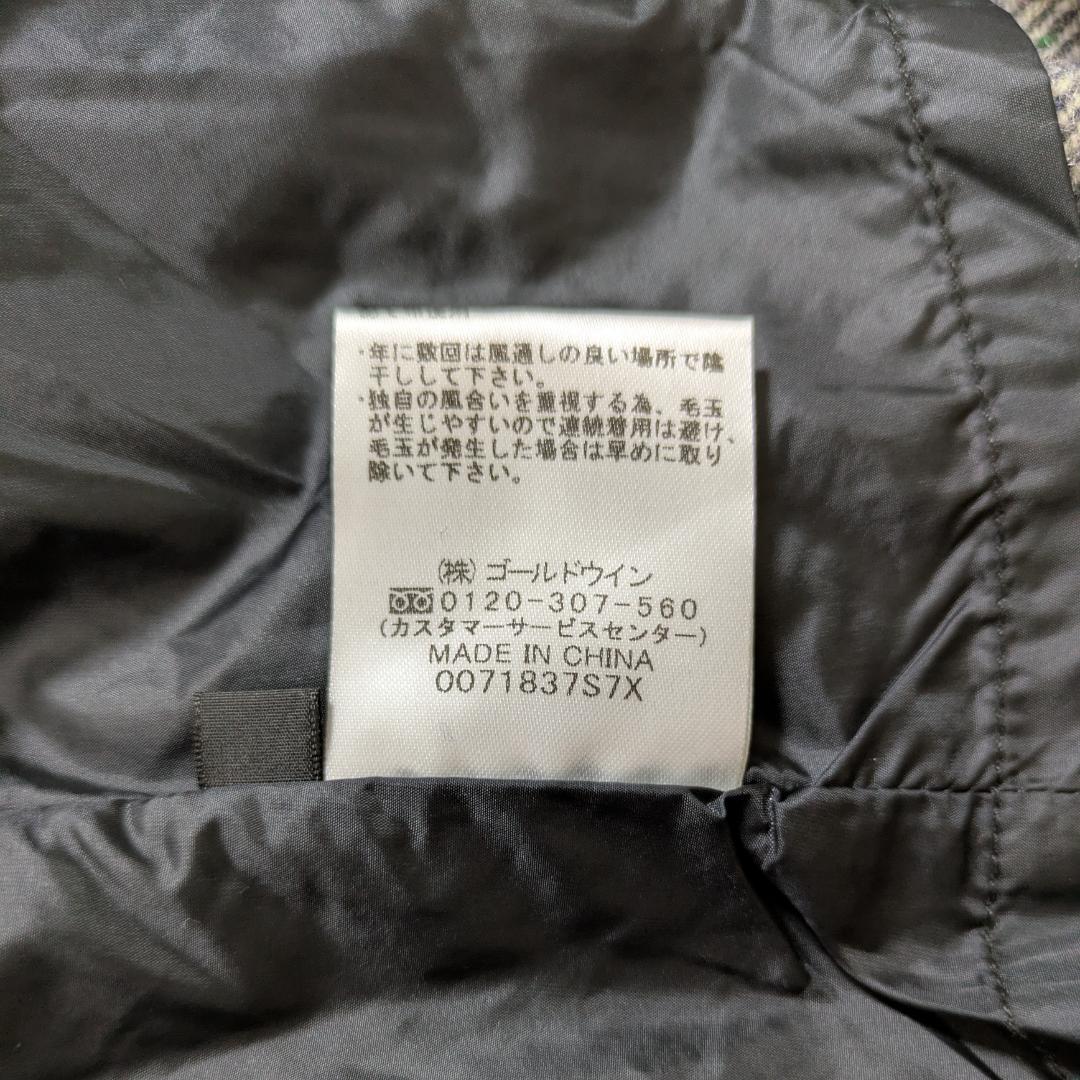 ・年に数回は風通しの良い場所で陰
干しして下さい。
・独自の風合いを重視する為、毛玉
が生じやすいので連続着用は避け、
毛玉が発生した場合は早めに取り
除いて下さい。
(株)ゴールドウイン
0120-307-560
(カスタマーサービスセンター)
MADE IN CHINA
0071837S7X